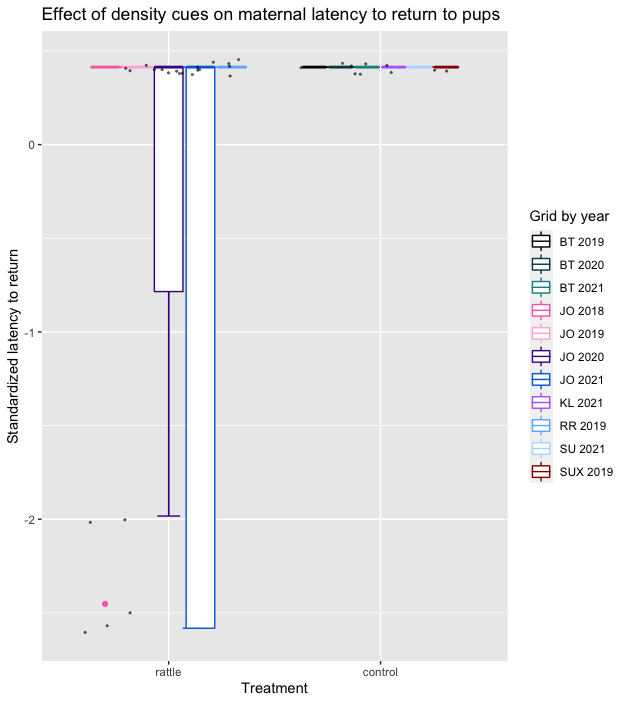 Effect of density cues on maternal latency to return to pups
Standardized latency to return
0
-1
-2
rattle
control
Treatment
Grid by year
BT 2019
BT 2020
BT 2021
JO 2018
JO 2019
JO 2020
JO 2021
KL 2021
RR 2019
SU 2021
SUX 2019